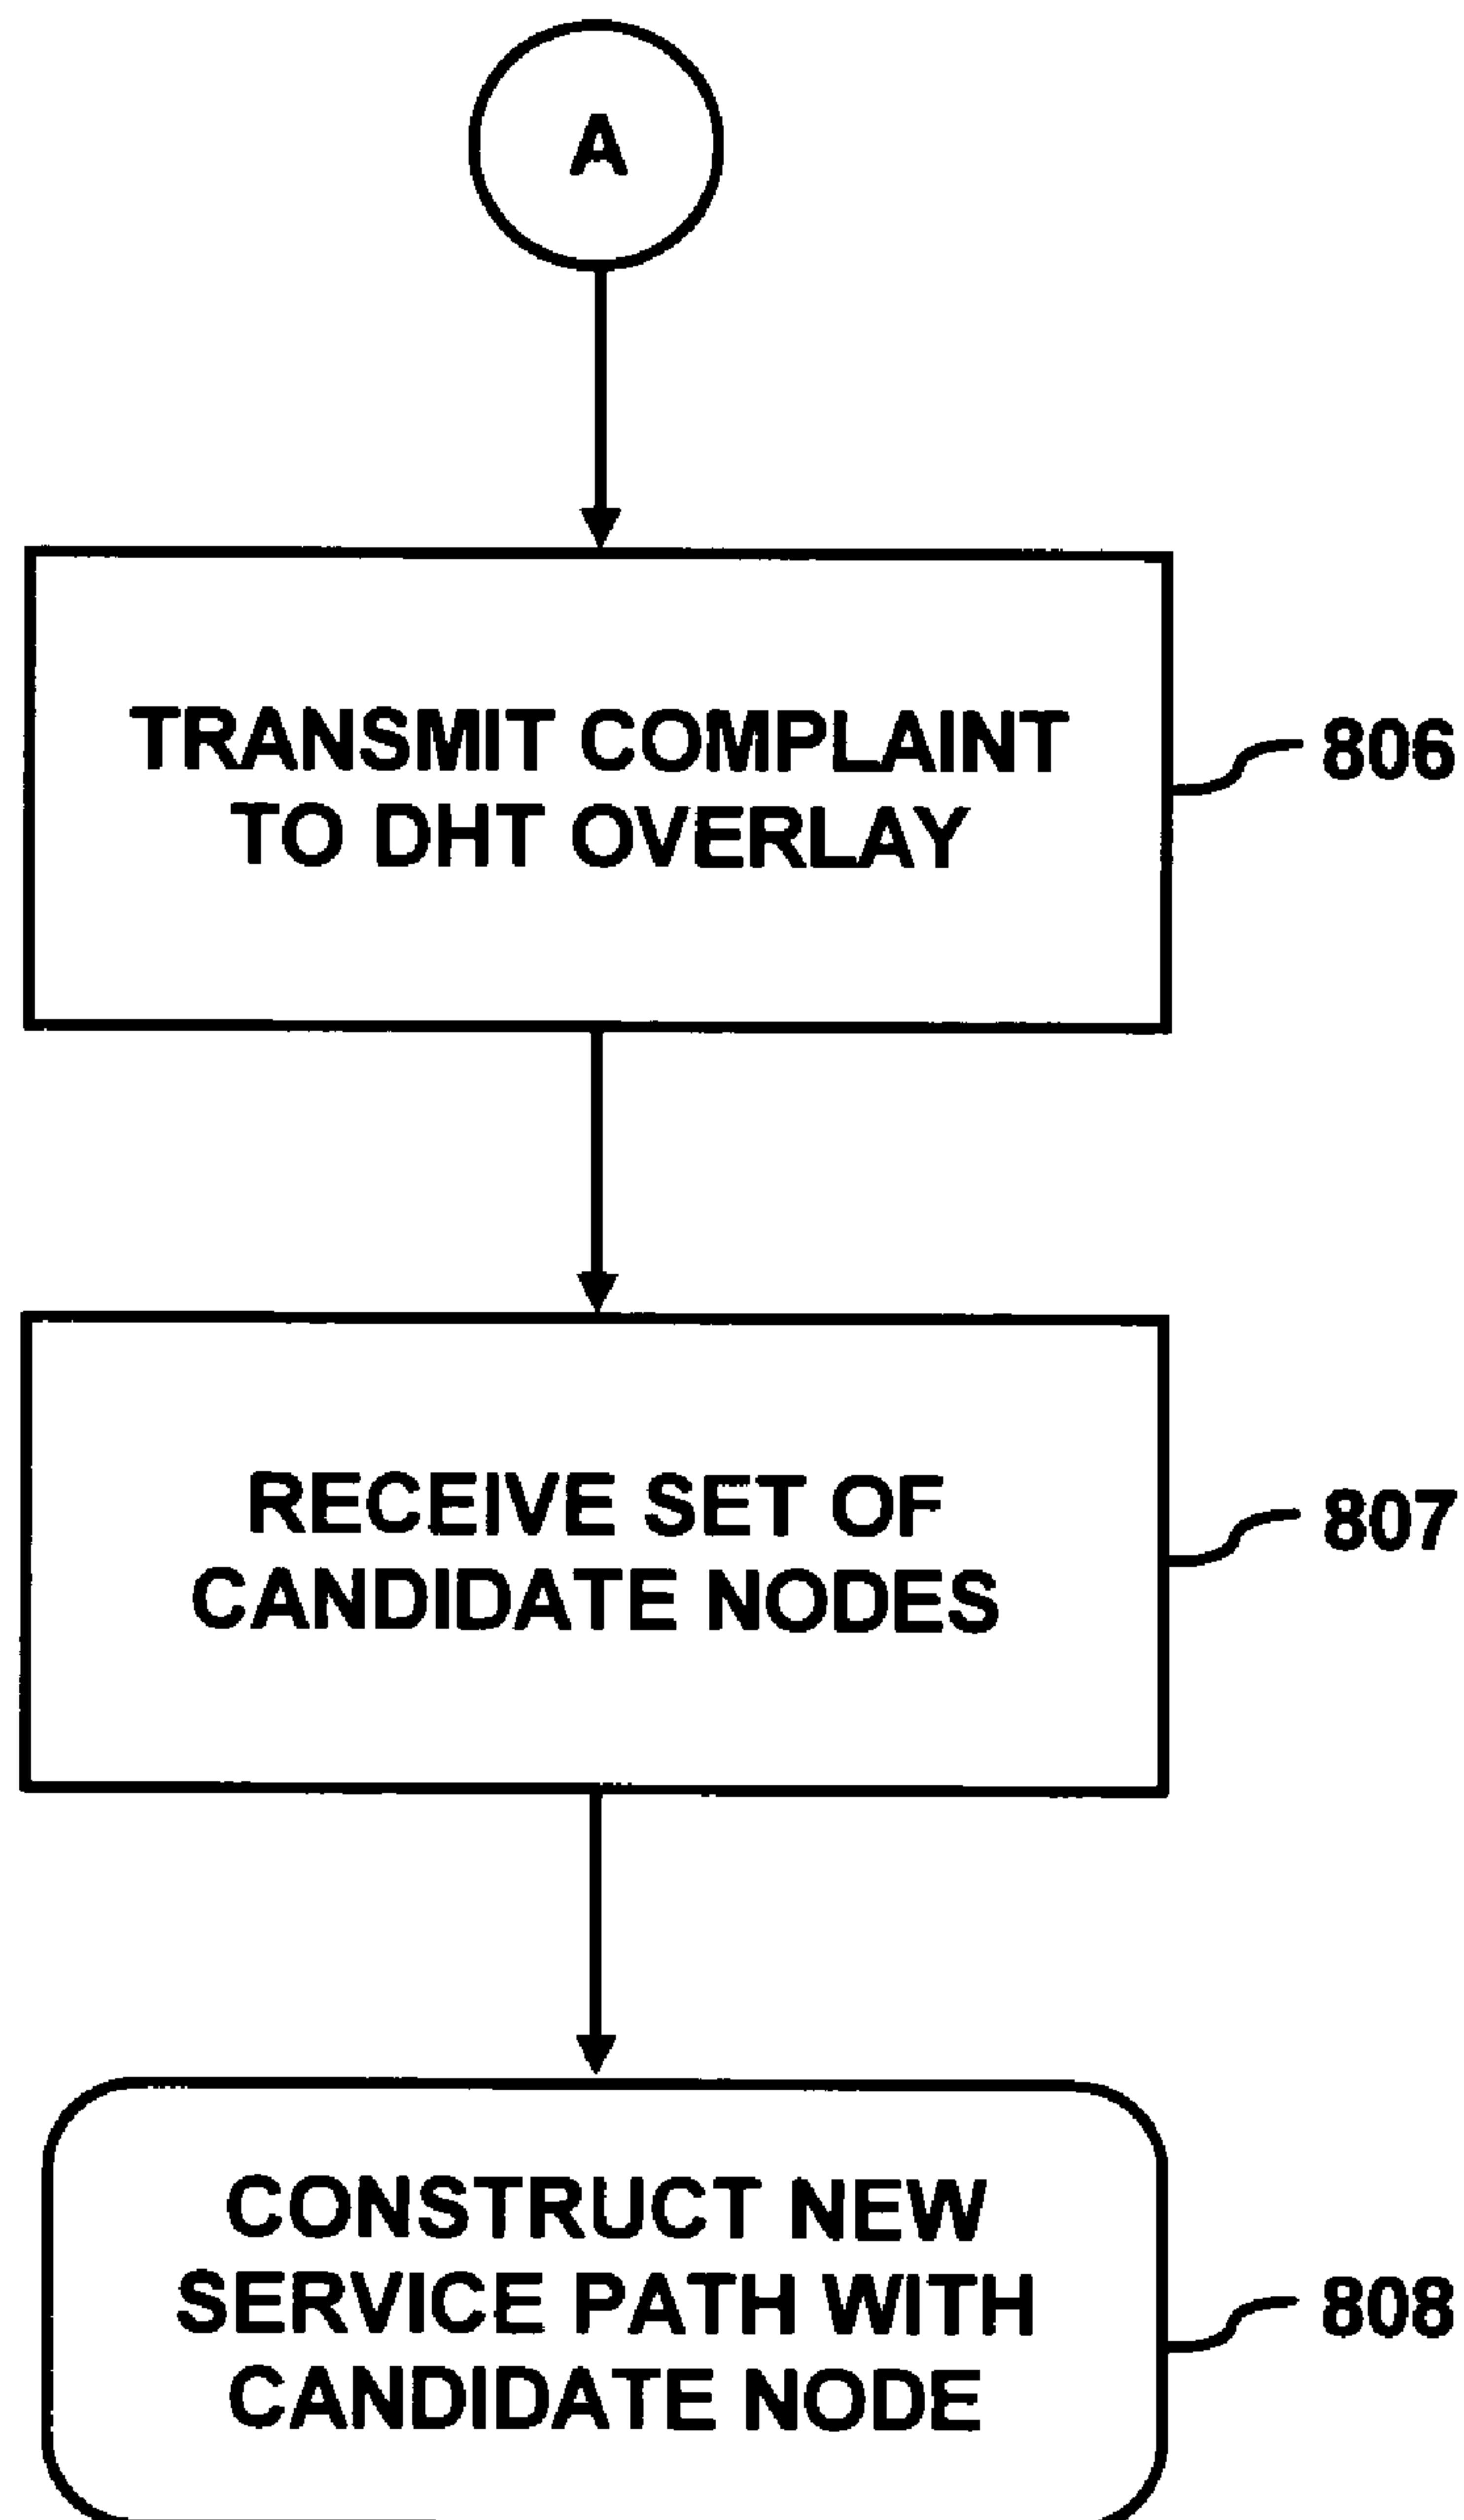 A
TRANSMIT COMPLAINT
TO DHT OVERLAY
806
RECEIVE SET OF
CANDIDATE NODES
807
CONSTRUCT NEW
SERVICE PATH WITH
CANDIDATE NODE
808